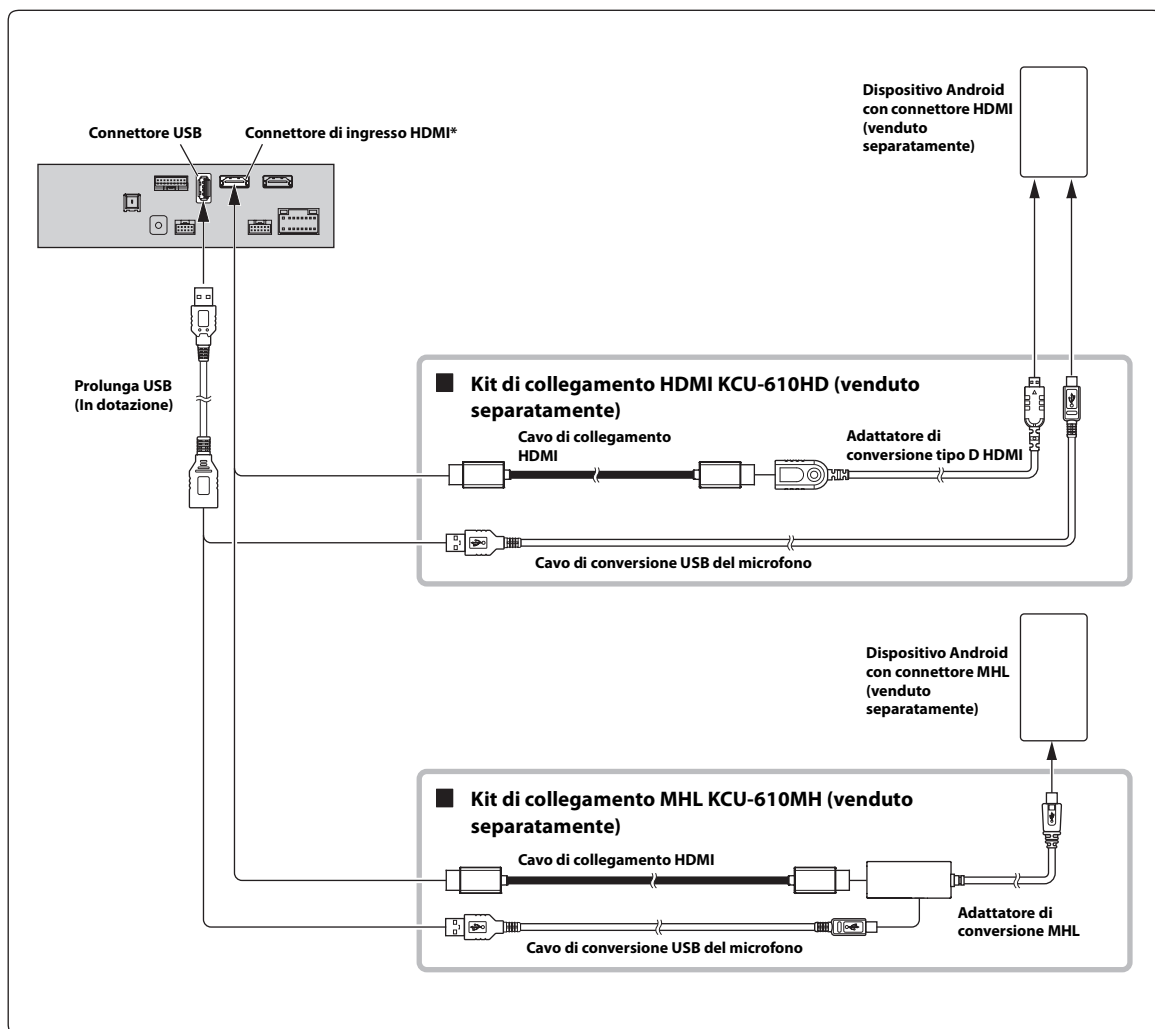 Dispositivo Android
con connettore HDMI
(venduto
separatamente)
Connettore USB
Connettore di ingresso HDMI*
Prolunga USB
(In dotazione)
■ Kit di collegamento HDMI KCU-610HD (venduto
separatamente)
Cavo di collegamento
HDMI
Adattatore di
conversione tipo D HDMI
Cavo di conversione USB del microfono
Dispositivo Android
con connettore MHL
(venduto
separatamente)
■ Kit di collegamento MHL KCU-610MH (venduto
separatamente)
Cavo di collegamento HDMI
Adattatore di
conversione MHL
Cavo di conversione USB del microfono